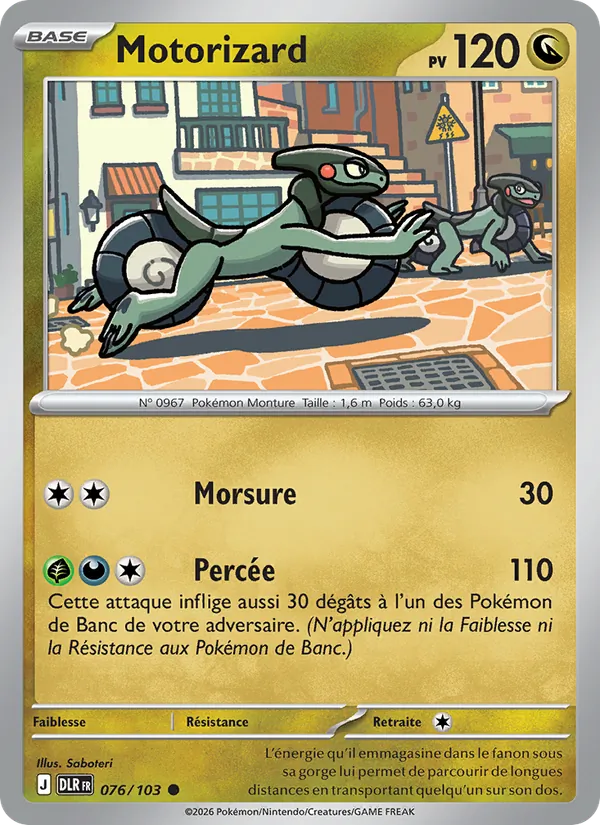 BASE
Motorizard
PV 120
N° 0967 Pokémon Monture Taille : 1,6 m Poids : 63,0 kg
Morsure 30
Percée 110
Cette attaque inflige aussi 30 dégâts à l'un des Pokémon
de Banc de votre adversaire. (N'appliquez ni la Faiblesse ni
la Résistance aux Pokémon de Banc.)
Faiblesse Résistance Retraite
Illus. Saboteri
L'énergie qu'il emmagasine dans le fanon sous
sa gorge lui permet de parcourir de longues
distances en transportant quelqu'un sur son dos.
J DLR FR 076/103
©2026 Pokémon/Nintendo/Creatures/GAME FREAK